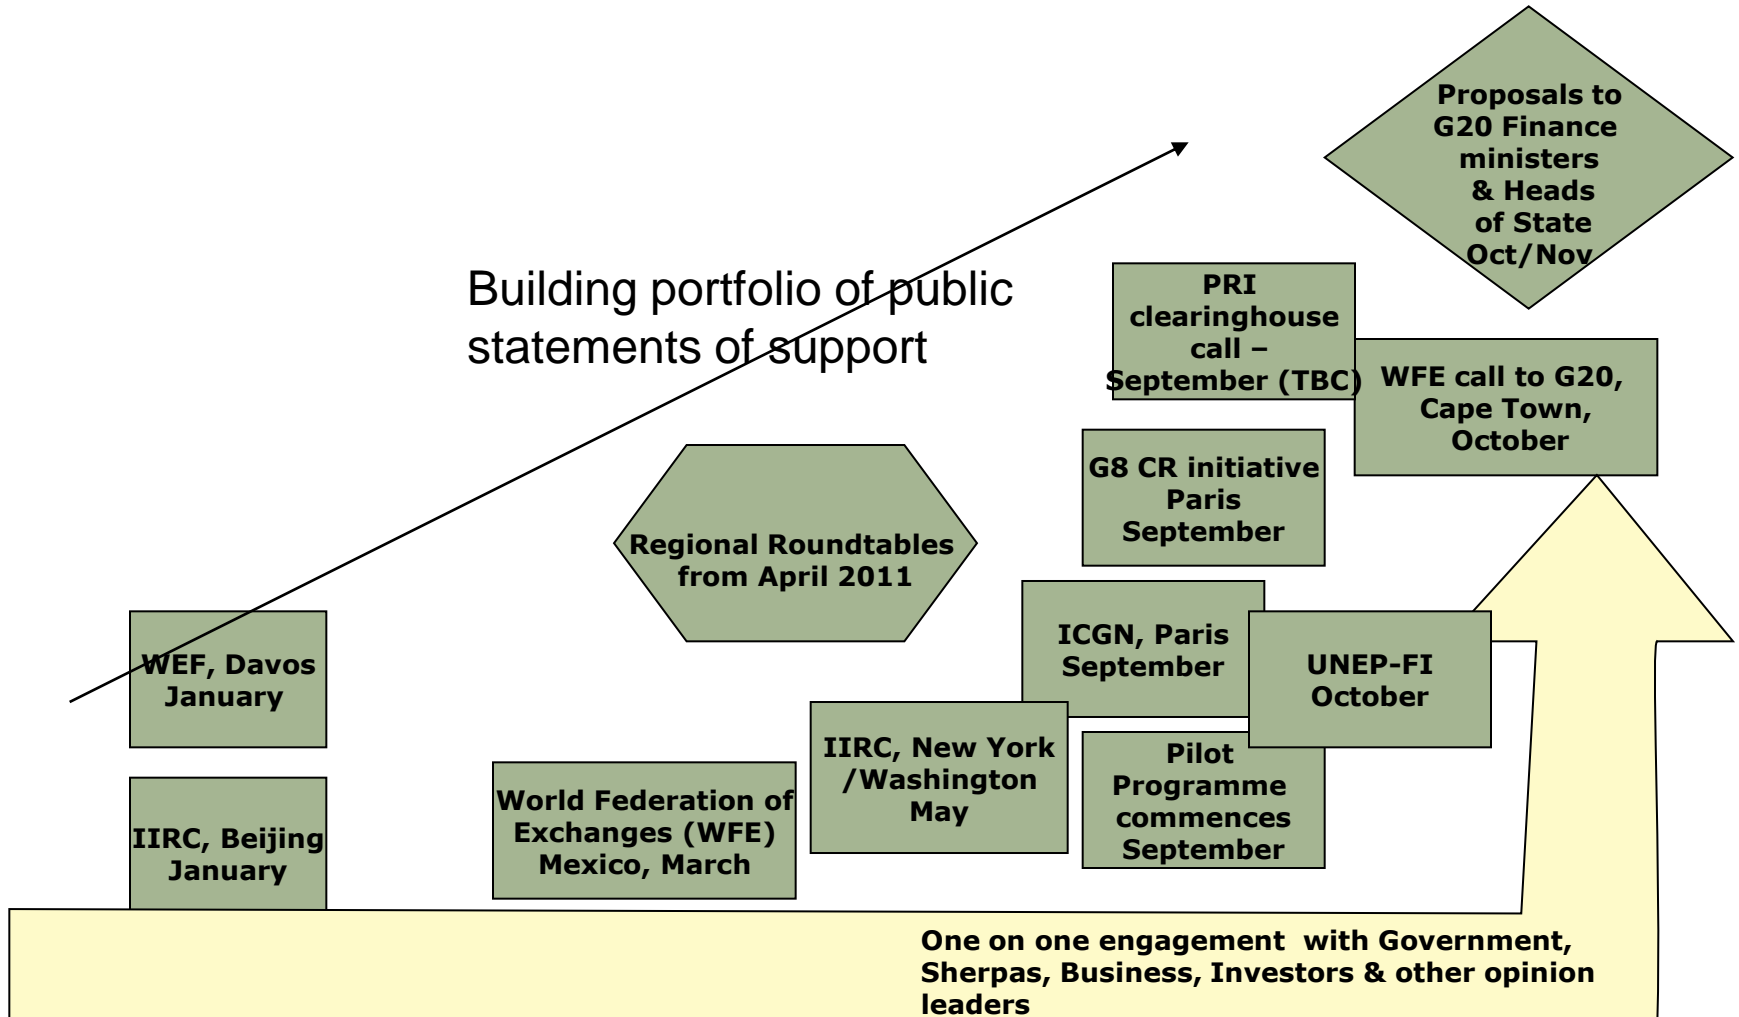 Proposals to
G20 Finance
ministers
& Heads
of State
Oct/Nov
Building portfolio of public
statements of support
PRI
clearinghouse
call –
September (TBC)
WFE call to G20,
Cape Town,
October
G8 CR initiative
Paris
September
Regional Roundtables
from April 2011
WEF, Davos
January
ICGN, Paris
September
UNEP-FI
October
IIRC, New York
/Washington
May
Pilot
Programme
commences
September
World Federation of
Exchanges (WFE)
Mexico, March
IIRC, Beijing
January
One on one engagement with Government,
Sherpas, Business, Investors & other opinion
leaders